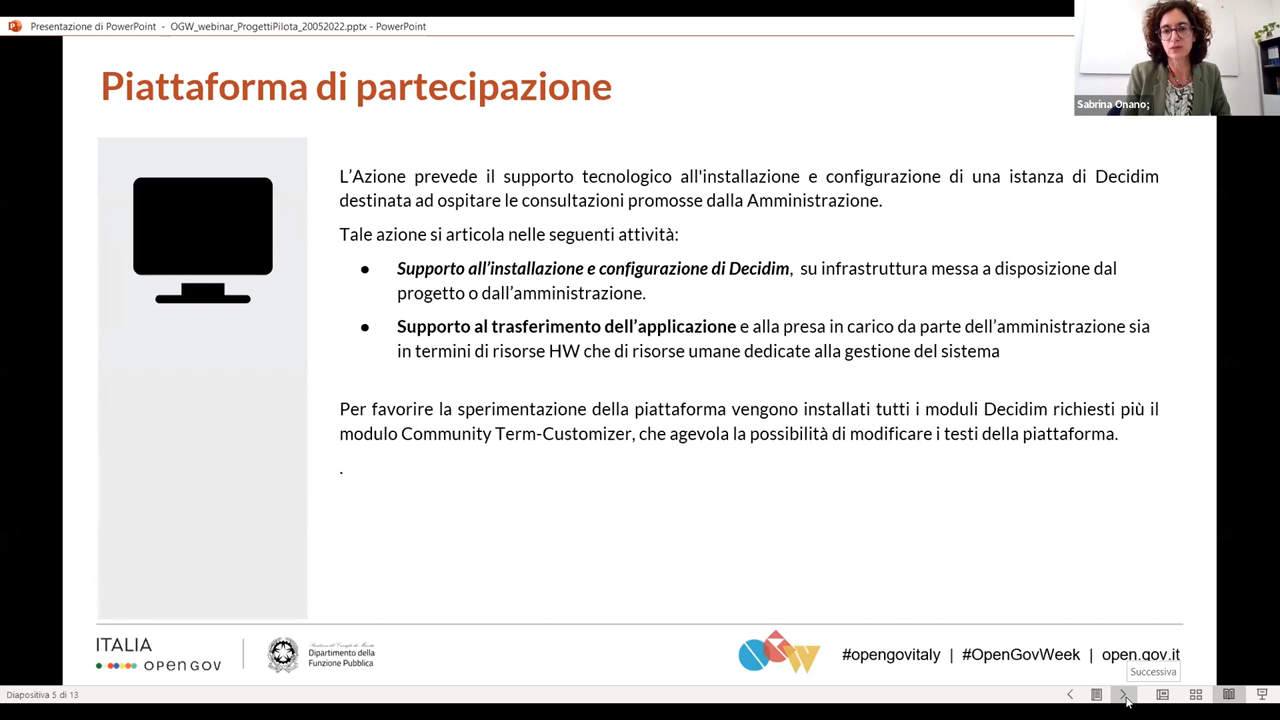 Presentazione di PowerPoint - OGW_webinar_ProgettiPilota_20052022.pptx - PowerPoint
Sabrina Onano;
Piattaforma di partecipazione
L’Azione prevede il supporto tecnologico all'installazione e configurazione di una istanza di Decidim
destinata ad ospitare le consultazioni promosse dalla Amministrazione.
Tale azione si articola nelle seguenti attività:
● Supporto all’installazione e configurazione di Decidim, su infrastruttura messa a disposizione dal
progetto o dall’amministrazione.
● Supporto al trasferimento dell’applicazione e alla presa in carico da parte dell’amministrazione sia
in termini di risorse HW che di risorse umane dedicate alla gestione del sistema
Per favorire la sperimentazione della piattaforma vengono installati tutti i moduli Decidim richiesti più il
modulo Community Term-Customizer, che agevola la possibilità di modificare i testi della piattaforma.
.
ITALIA
OPEN GOV
Dipartimento della
Funzione Pubblica
OGW
#opengovitaly | #OpenGovWeek | open.gov.it
Successiva
Diapositiva 5 di 13